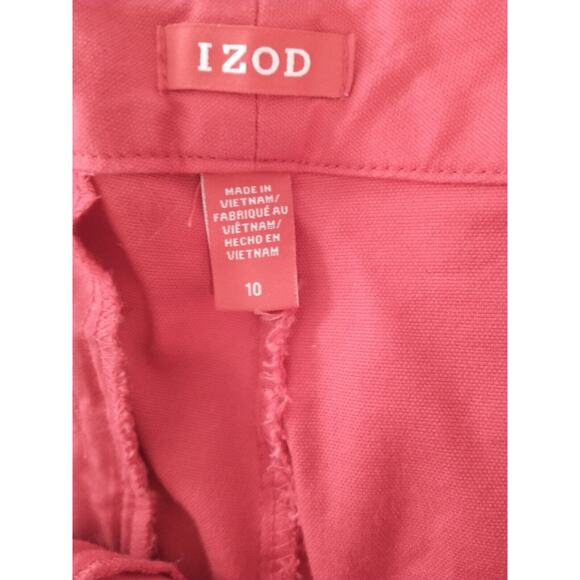 IZOD
MADE IN
VIETNAM/
FABRIQUÉ AU
VIÊTNAM/
HECHO EN
VIETNAM
10